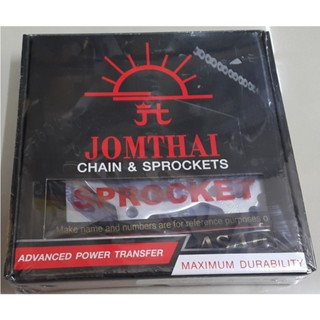 JOMTHAI
CHAIN & SPROCKETS
SPROCKET
Make name and numbers are for reference purposes o
ADVANCED POWER TRANSFER
MAXIMUM DURABILITY